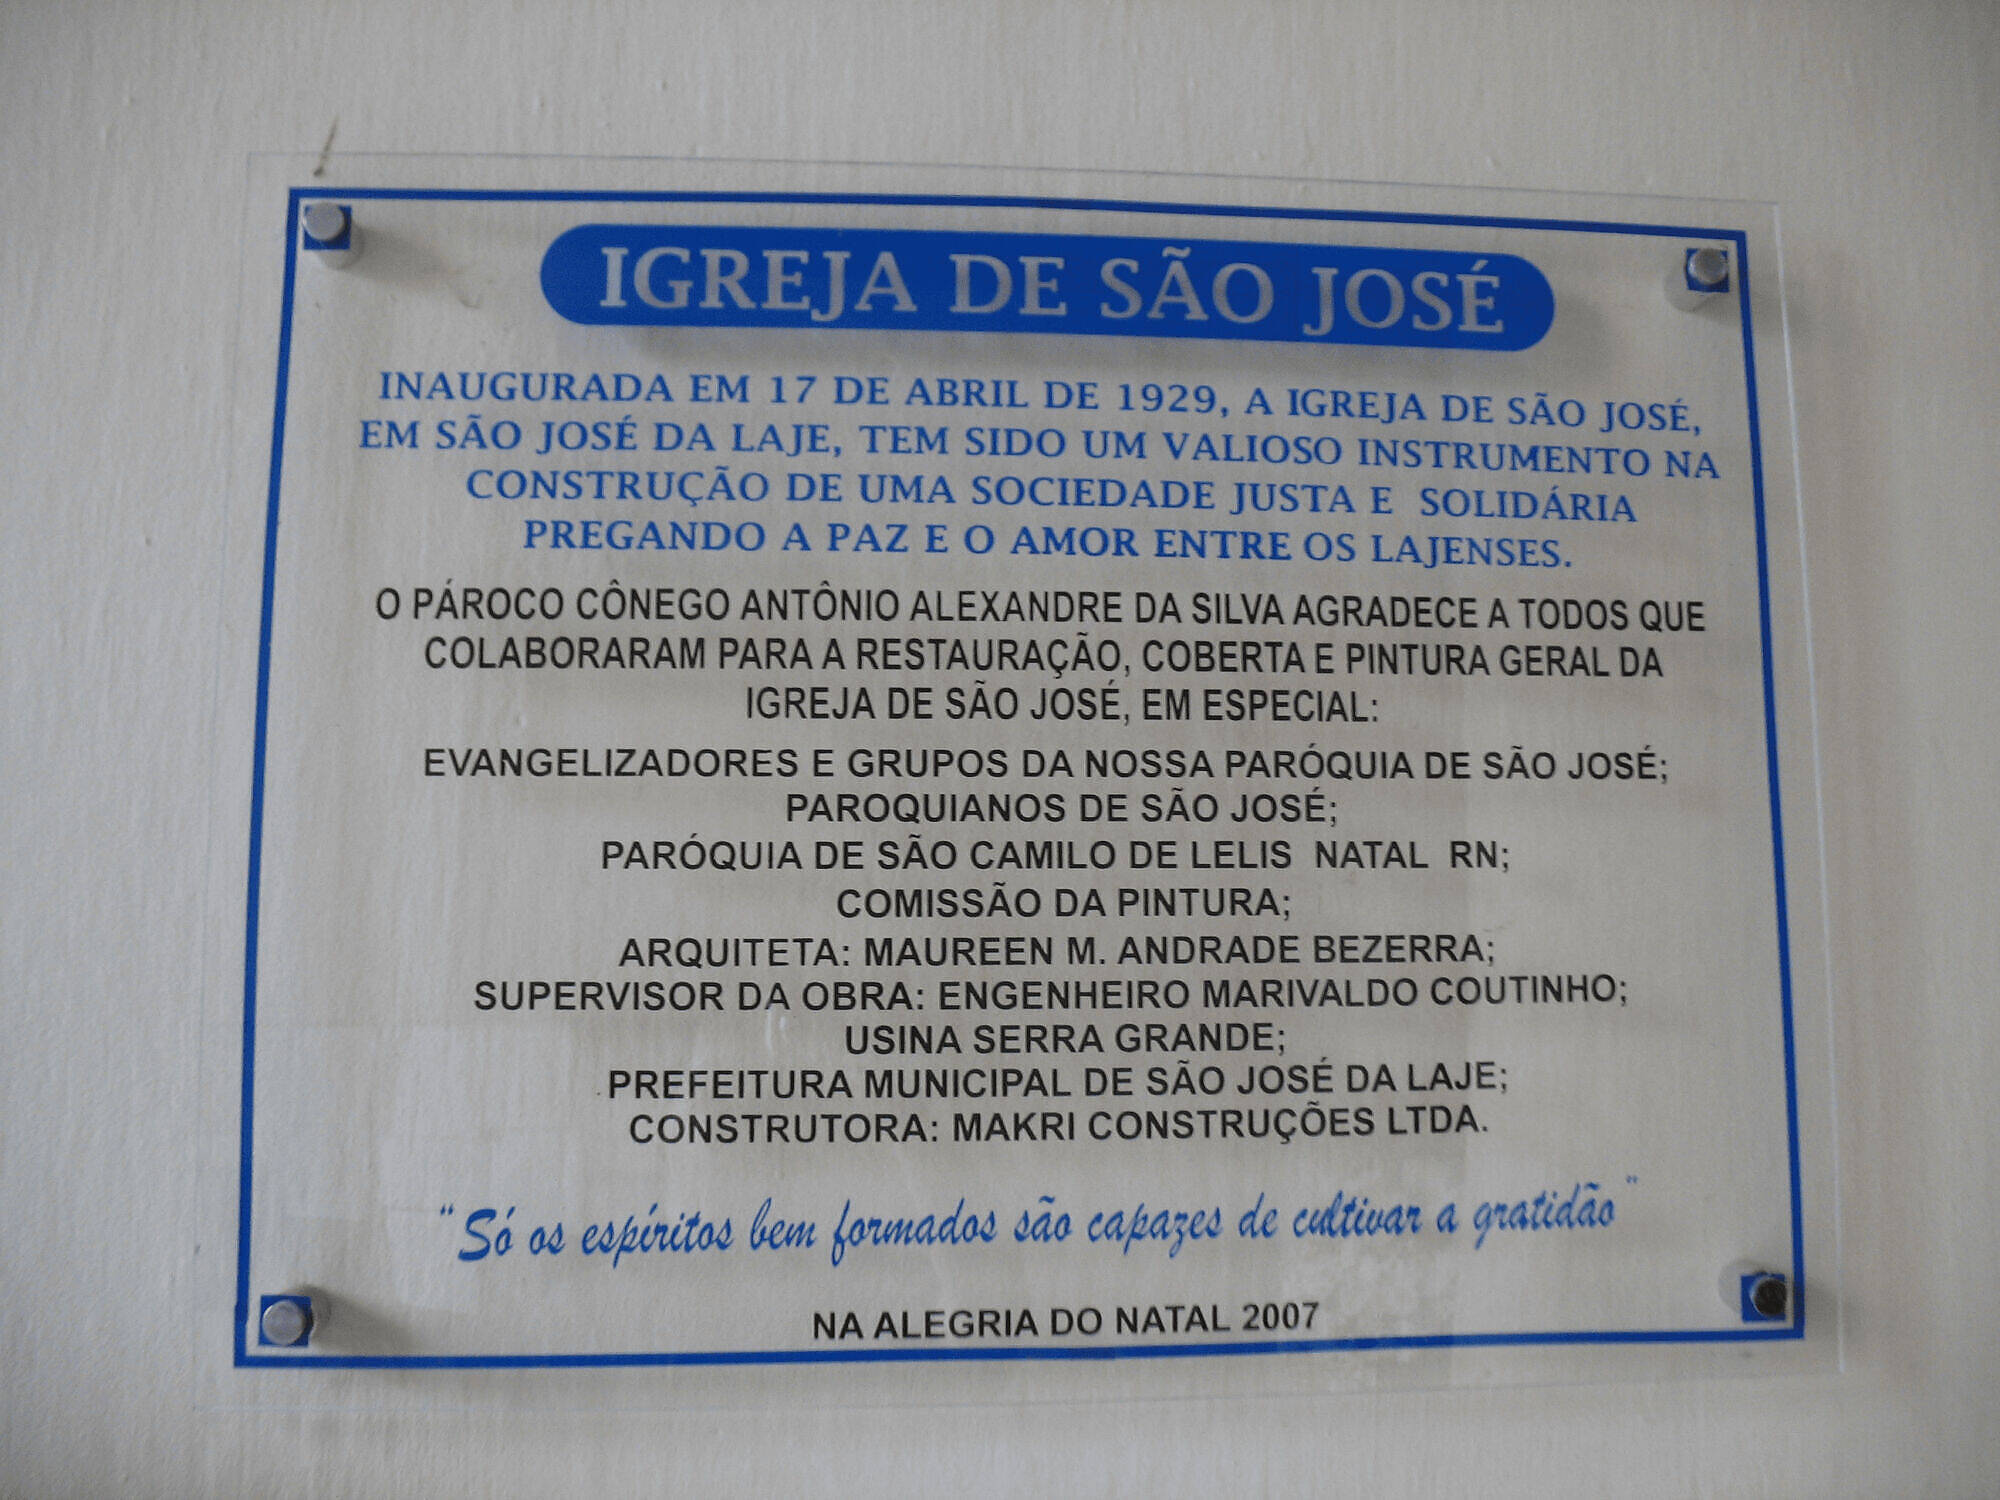 IGREJA DE SÃO JOSÉ
INAUGURADA EM 17 DE ABRIL DE 1929, A IGREJA DE SÃO JOSÉ,
EM SÃO JOSÉ DA LAJE, TEM SIDO UM VALIOSO INSTRUMENTO NA
CONSTRUÇÃO DE UMA SOCIEDADE JUSTA E SOLIDÁRIA
PREGANDO A PAZ E O AMOR ENTRE OS LAJENSES.
O PÁROCO CÔNEGO ANTÔNIO ALEXANDRE DA SILVA AGRADECE A TODOS QUE
COLABORARAM PARA A RESTAURAÇÃO, COBERTA E PINTURA GERAL DA
IGREJA DE SÃO JOSÉ, EM ESPECIAL:
EVANGELIZADORES E GRUPOS DA NOSSA PARÓQUIA DE SÃO JOSÉ;
PAROQUIANOS DE SÃO JOSÉ;
PARÓQUIA DE SÃO CAMILO DE LELIS NATAL RN;
COMISSÃO DA PINTURA;
ARQUITETA: MAUREEN M. ANDRADE BEZERRA;
SUPERVISOR DA OBRA: ENGENHEIRO MARIVALDO COUTINHO;
USINA SERRA GRANDE;
PREFEITURA MUNICIPAL DE SÃO JOSÉ DA LAJE;
CONSTRUTORA: MAKRI CONSTRUÇÕES LTDA.
"Só os espíritos bem formados são capazes de cultivar a gratidão"
NA ALEGRIA DO NATAL 2007